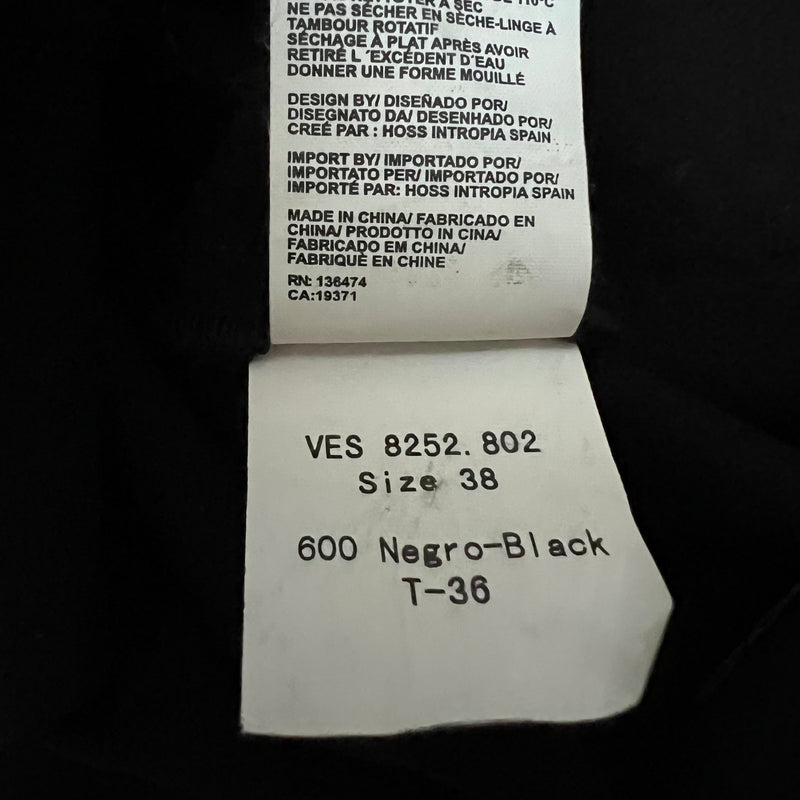 110°C
À SEC
NE PAS SÉCHER EN SÈCHE-LINGE À
TAMBOUR ROTATIF
SÉCHAGE À PLAT APRÈS AVOIR
RETIRÉ L´EXCÉDENT D'EAU
DONNER UNE FORME MOUILLÉ
DESIGN BY/ DISEÑADO POR/
DISEGNATO DA/ DESENHADO POR/
CREÉ PAR : HOSS INTROPIA SPAIN
IMPORT BY/ IMPORTADO POR/
IMPORTATO PER/ IMPORTADO POR/
IMPORTÉ PAR: HOSS INTROPIA SPAIN
MADE IN CHINA/ FABRICADO EN
CHINA/ PRODOTTO IN CINA/
FABRICADO EM CHINA/
FABRIQUÈ EN CHINE
RN: 136474
CA:19371
VES 8252.802
Size 38
600 Negro-Black
T-36